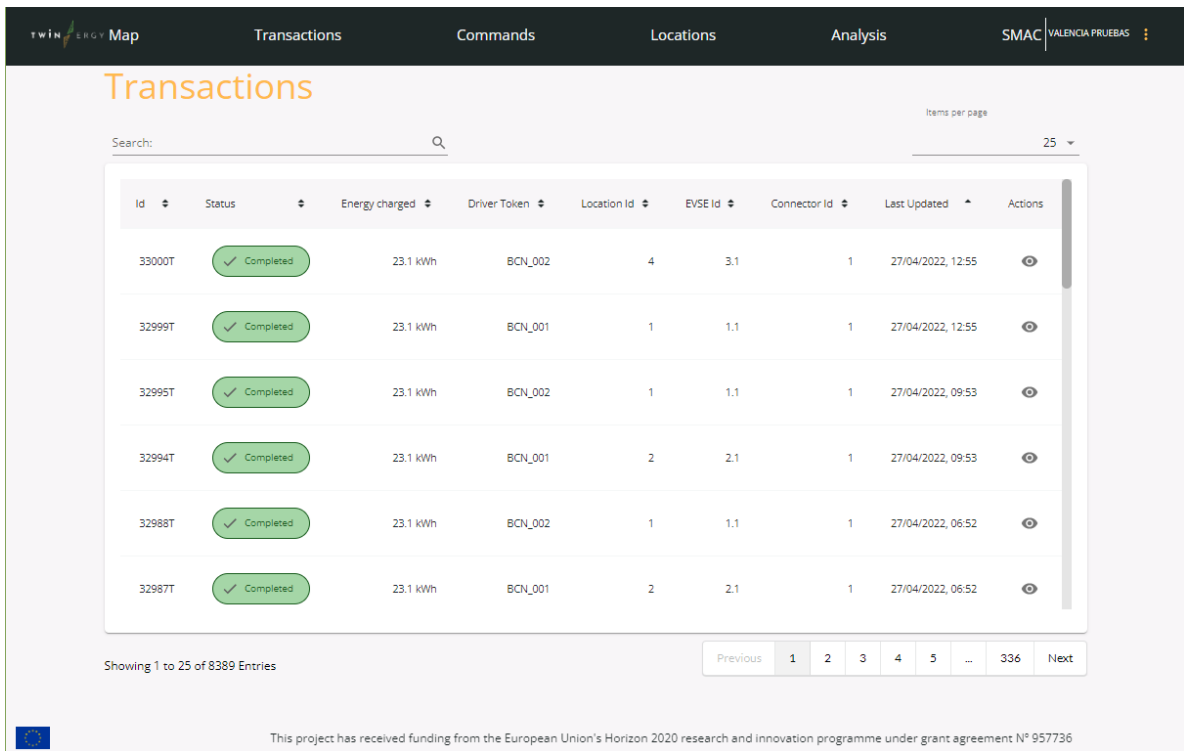 TWIN ERGY Map Transactions Commands Locations Analysis SMAC VALENCIA PRUEBAS
Transactions
Items per page
Search: 25
Id Status Energy charged Driver Token Location Id EVSE Id Connector Id Last Updated Actions
33000T Completed 23.1 kWh BCN_002 4 3.1 1 27/04/2022, 12:55
32999T Completed 23.1 kWh BCN_001 1 1.1 1 27/04/2022, 12:55
32995T Completed 23.1 kWh BCN_002 1 1.1 1 27/04/2022, 09:53
32994T Completed 23.1 kWh BCN_001 2 2.1 1 27/04/2022, 09:53
32988T Completed 23.1 kWh BCN_002 1 1.1 1 27/04/2022, 06:52
32987T Completed 23.1 kWh BCN_001 2 2.1 1 27/04/2022, 06:52
Showing 1 to 25 of 8389 Entries Previous 1 2 3 4 5 ... 336 Next
This project has received funding from the European Union's Horizon 2020 research and innovation programme under grant agreement Nº 957736